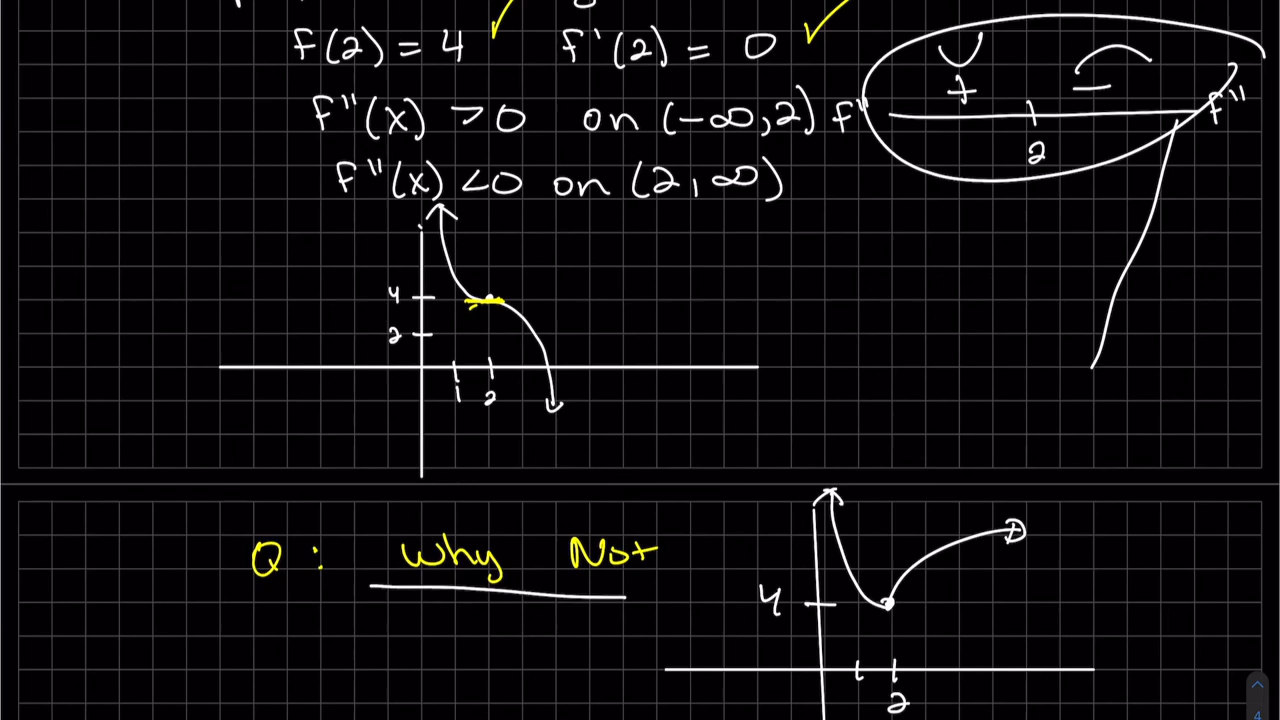 f(2) = 4 ✓ f'(2) = 0 ✓
f''(x) > 0 on (-∞,2) f''
f''(x) < 0 on (2,∞)
+ −
2
f''
4
2
1 2
Q: Why Not
4
2
4